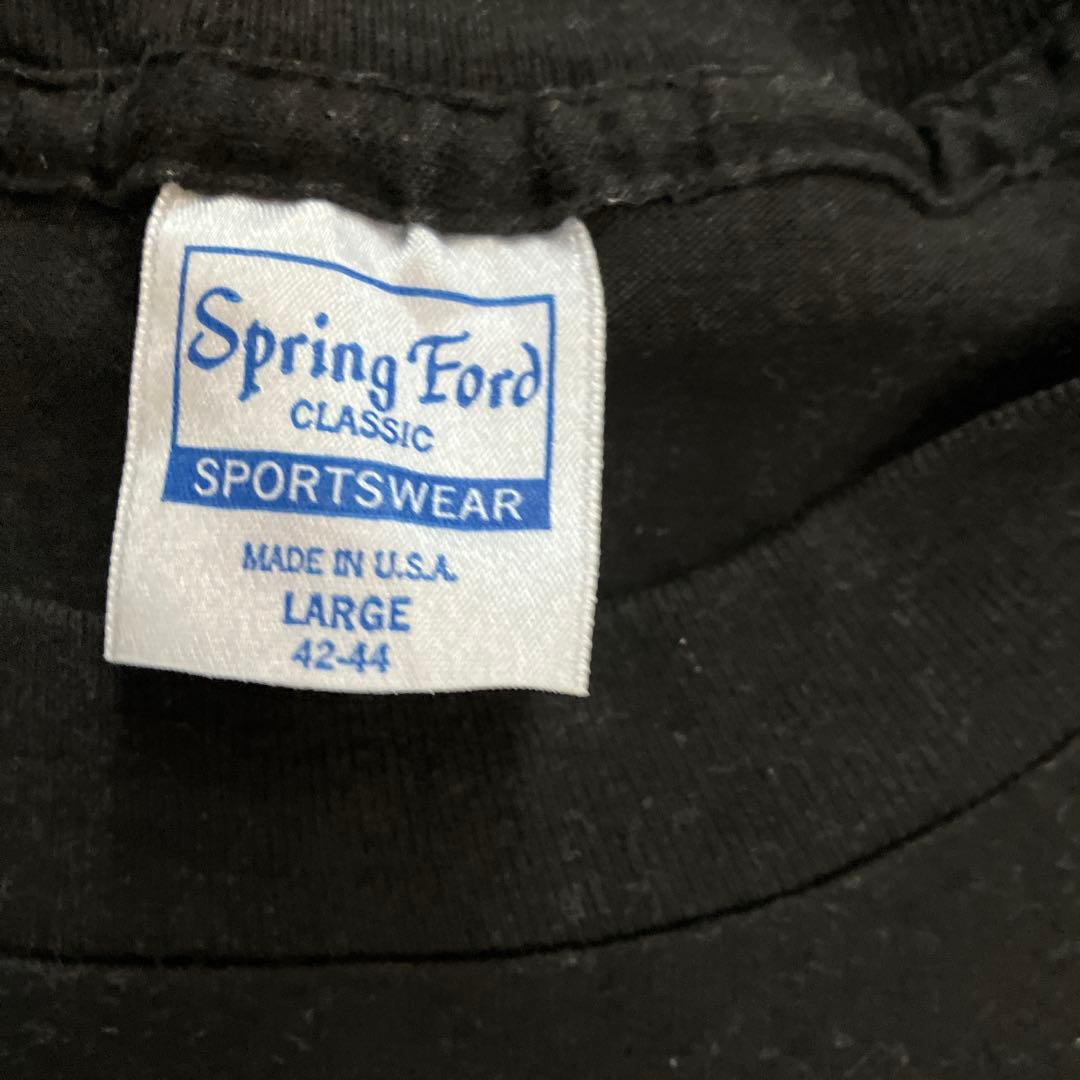 Spring Ford
CLASSIC
SPORTSWEAR
MADE IN U.S.A.
LARGE
42-44